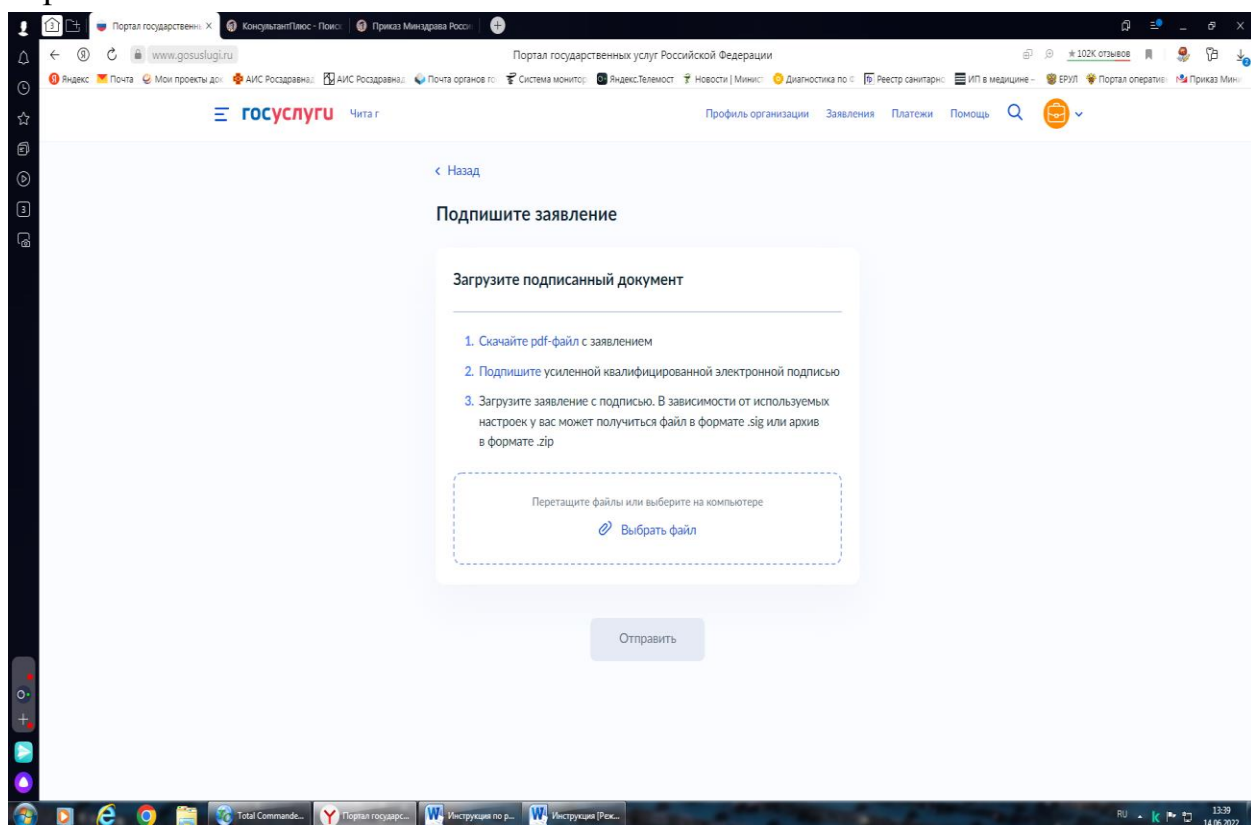 Портал государственн
КонсультантПлюс - Поиск
Приказ Минздрава Росси
www.gosuslugi.ru
Портал государственных услуг Российской Федерации
★ 102K отзывов
Яндекс Почта Мои проекты до АИС Росздравнад АИС Росздравнад Почта органов го Система монитор Яндекс.Телемост Новости | Минис Диагностика по Реестр санитарно ИП в медицине – ЕРУЛ Портал оператив Приказ Мин
госуслуги Чита г
Профиль организации Заявления Платежи Помощь
< Назад
Подпишите заявление
Загрузите подписанный документ
1. Скачайте pdf-файл с заявлением
2. Подпишите усиленной квалифицированной электронной подписью
3. Загрузите заявление с подписью. В зависимости от используемых
настроек у вас может получиться файл в формате .sig или архив
в формате .zip
Перетащите файлы или выберите на компьютере
Выбрать файл
Отправить
Total Commande... Портал государс... Инструкция по р... Инструкция [Реж...
RU
13:39
14.06.2022